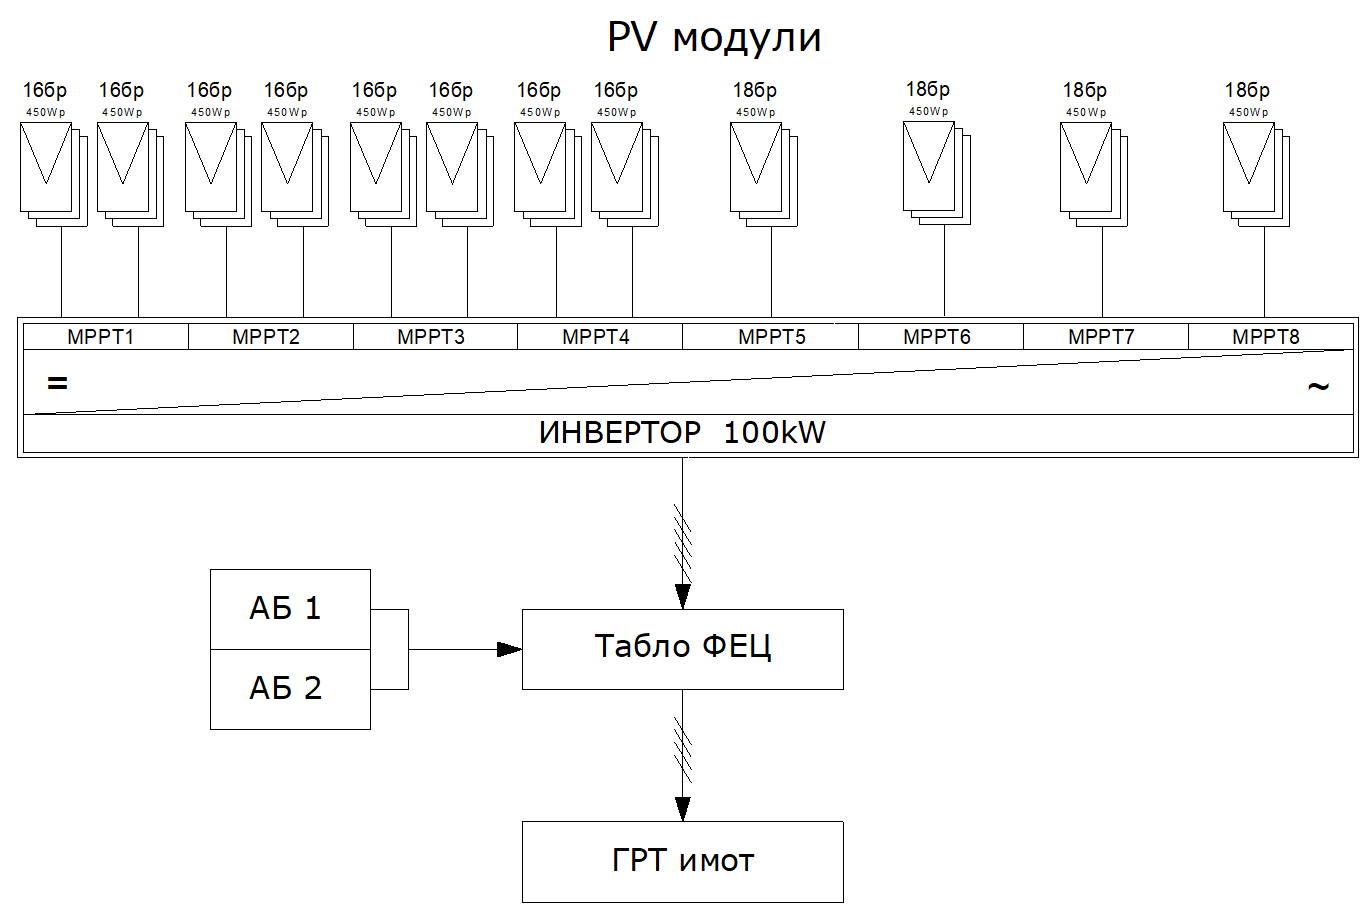 PV модули
16бр 16бр 16бр 16бр 16бр 16бр 16бр 16бр 18бр 18бр 18бр 18бр
450Wp 450Wp 450Wp 450Wp 450Wp 450Wp 450Wp 450Wp 450Wp 450Wp 450Wp 450Wp
MPPT1 MPPT2 MPPT3 MPPT4 MPPT5 MPPT6 MPPT7 MPPT8
= ~
ИНВЕРТОР 100kW
АБ 1
Табло ФЕЦ
АБ 2
ГРТ имот